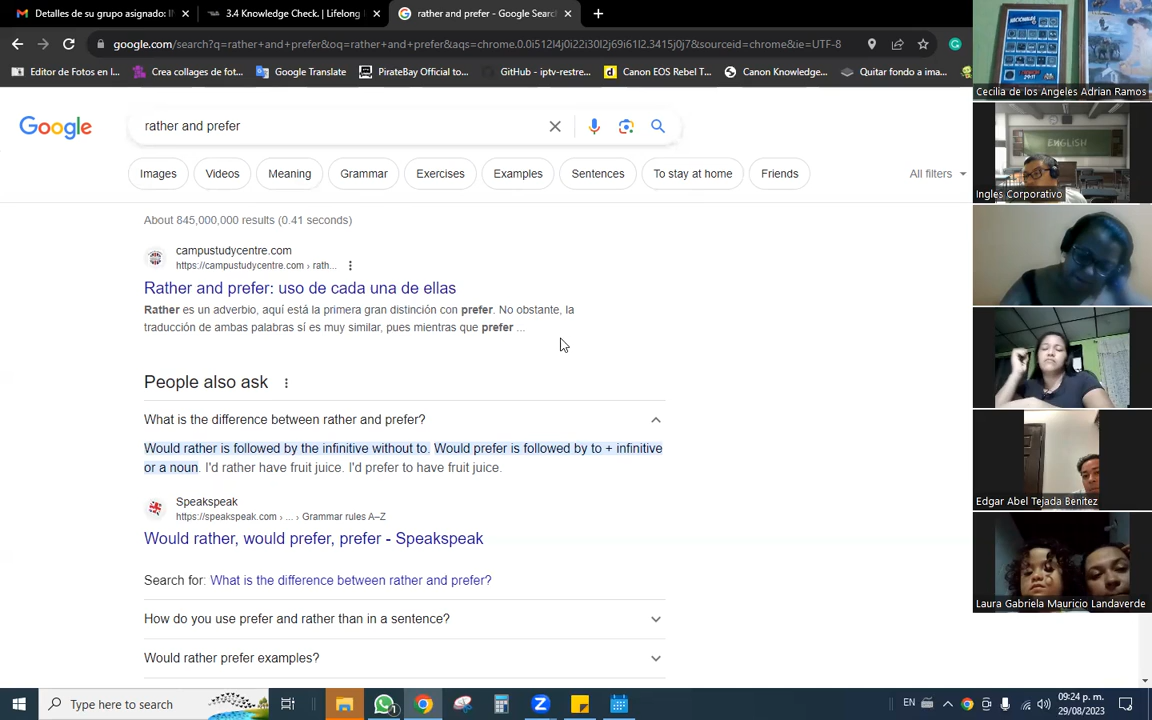 Detalles de su grupo asignado: I
3.4 Knowledge Check. | Lifelong
rather and prefer - Google Searc
google.com/search?q=rather+and+prefer&oq=rather+and+prefer&aqs=chrome.0.0i512l4j0i22i30l2j69i61l2.3415j0j7&sourceid=chrome&ie=UTF-8
Editor de Fotos en l...
Crea collages de fot...
Google Translate
PirateBay Official to...
GitHub - iptv-restre...
Canon EOS Rebel T...
Canon Knowledge...
Quitar fondo a ima...
Google
rather and prefer
Images
Videos
Meaning
Grammar
Exercises
Examples
Sentences
To stay at home
Friends
All filters
About 845,000,000 results (0.41 seconds)
campustudycentre.com
https://campustudycentre.com › rath...
Rather and prefer: uso de cada una de ellas
Rather es un adverbio, aquí está la primera gran distinción con prefer. No obstante, la
traducción de ambas palabras sí es muy similar, pues mientras que prefer ...
People also ask
What is the difference between rather and prefer?
Would rather is followed by the infinitive without to. Would prefer is followed by to + infinitive
or a noun. I'd rather have fruit juice. I'd prefer to have fruit juice.
Speakspeak
https://speakspeak.com › ... › Grammar rules A–Z
Would rather, would prefer, prefer - Speakspeak
Search for: What is the difference between rather and prefer?
How do you use prefer and rather than in a sentence?
Would rather prefer examples?
Cecilia de los Angeles Adrian Ramos
ENGLISH
Ingles Corporativo
Edgar Abel Tejada Benitez
Laura Gabriela Mauricio Landaverde
Type here to search
1
EN
09:24 p. m.
29/08/2023